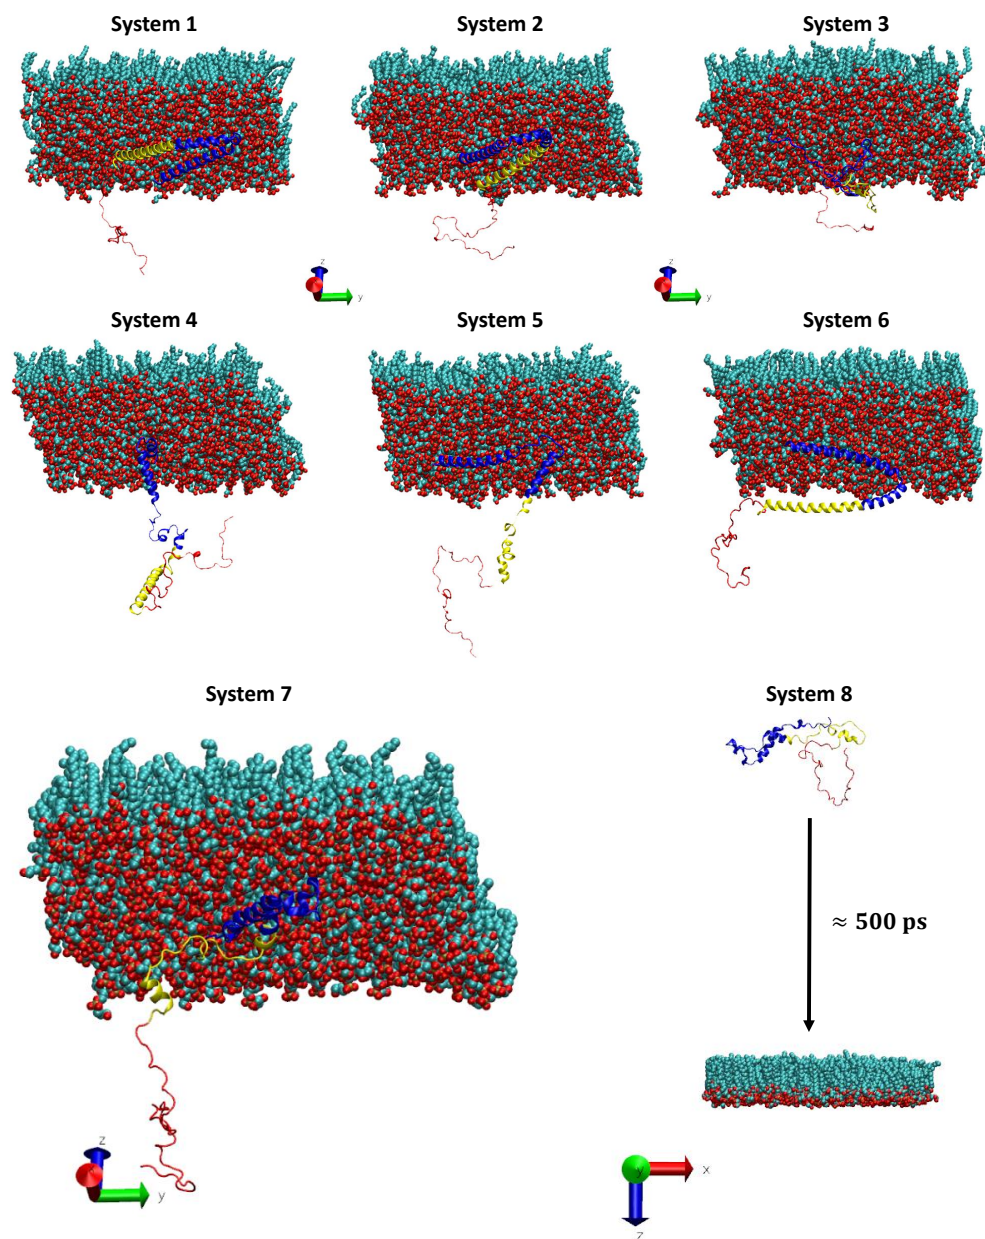 System 1
System 2
System 3
z
y
z
y
System 4
System 5
System 6
System 7
System 8
≈ 500 ps
z
y
y
x
z